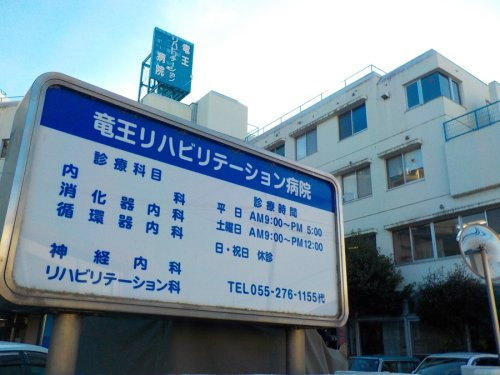 竜王
リハビリテーション
病院
竜王リハビリテーション病院
診療科目
内科
消化器内科
循環器内科
神経内科
リハビリテーション科
診療時間
平日 AM9:00〜PM 5:00
土曜日 AM9:00〜PM12:00
日・祝日 休診
TEL055-276-1155代